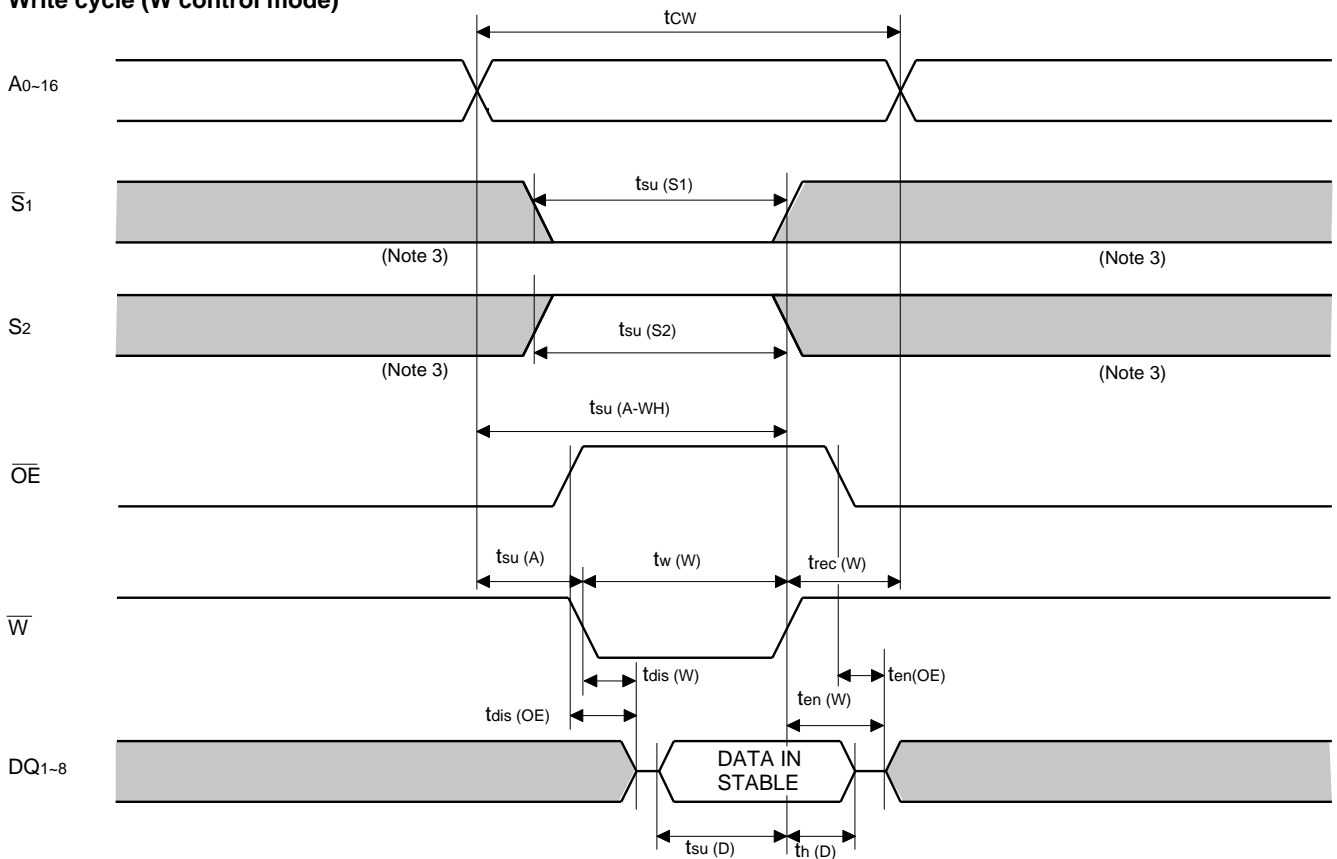 Write cycle (W control mode)
tCW
A0~16
S1
tsu (S1)
(Note 3)
(Note 3)
S2
tsu (S2)
(Note 3)
(Note 3)
tsu (A-WH)
OE
tsu (A)
tw (W)
trec (W)
W
tdis (W)
ten(OE)
tdis (OE)
ten (W)
DQ1~8
DATA IN
STABLE
tsu (D)
th (D)